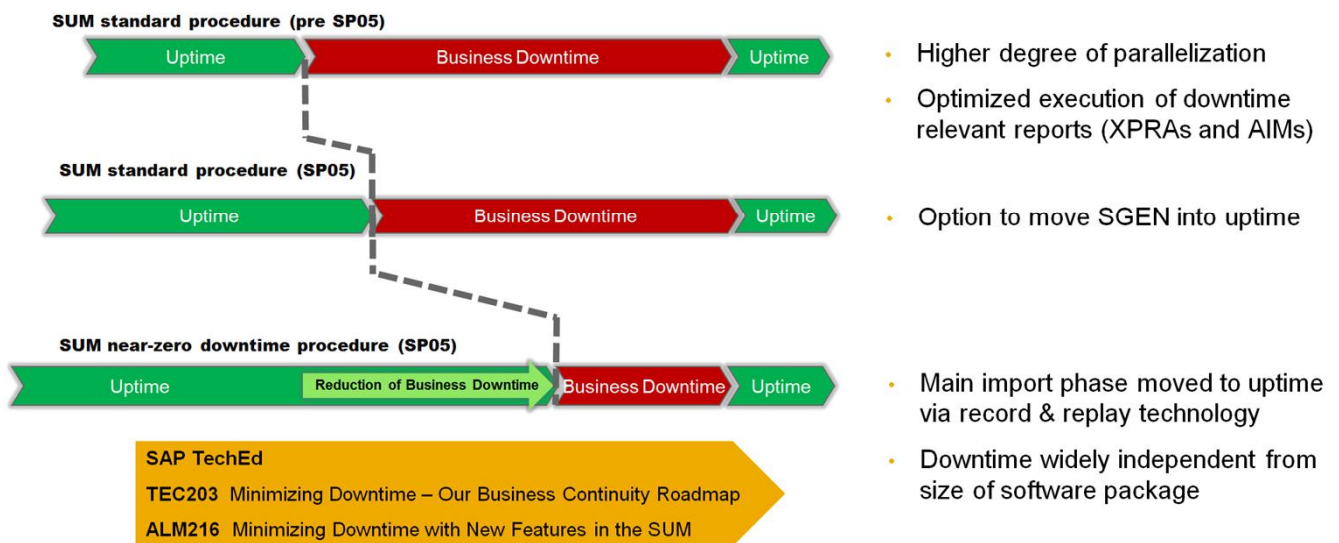 SUM standard procedure (pre SP05)
Uptime
Business Downtime
Uptime
• Higher degree of parallelization
• Optimized execution of downtime
relevant reports (XPRAs and AIMs)
SUM standard procedure (SP05)
Uptime
Business Downtime
Uptime
• Option to move SGEN into uptime
SUM near-zero downtime procedure (SP05)
Uptime
Reduction of Business Downtime
Business Downtime
Uptime
• Main import phase moved to uptime
via record & replay technology
• Downtime widely independent from
size of software package
SAP TechEd
TEC203 Minimizing Downtime – Our Business Continuity Roadmap
ALM216 Minimizing Downtime with New Features in the SUM